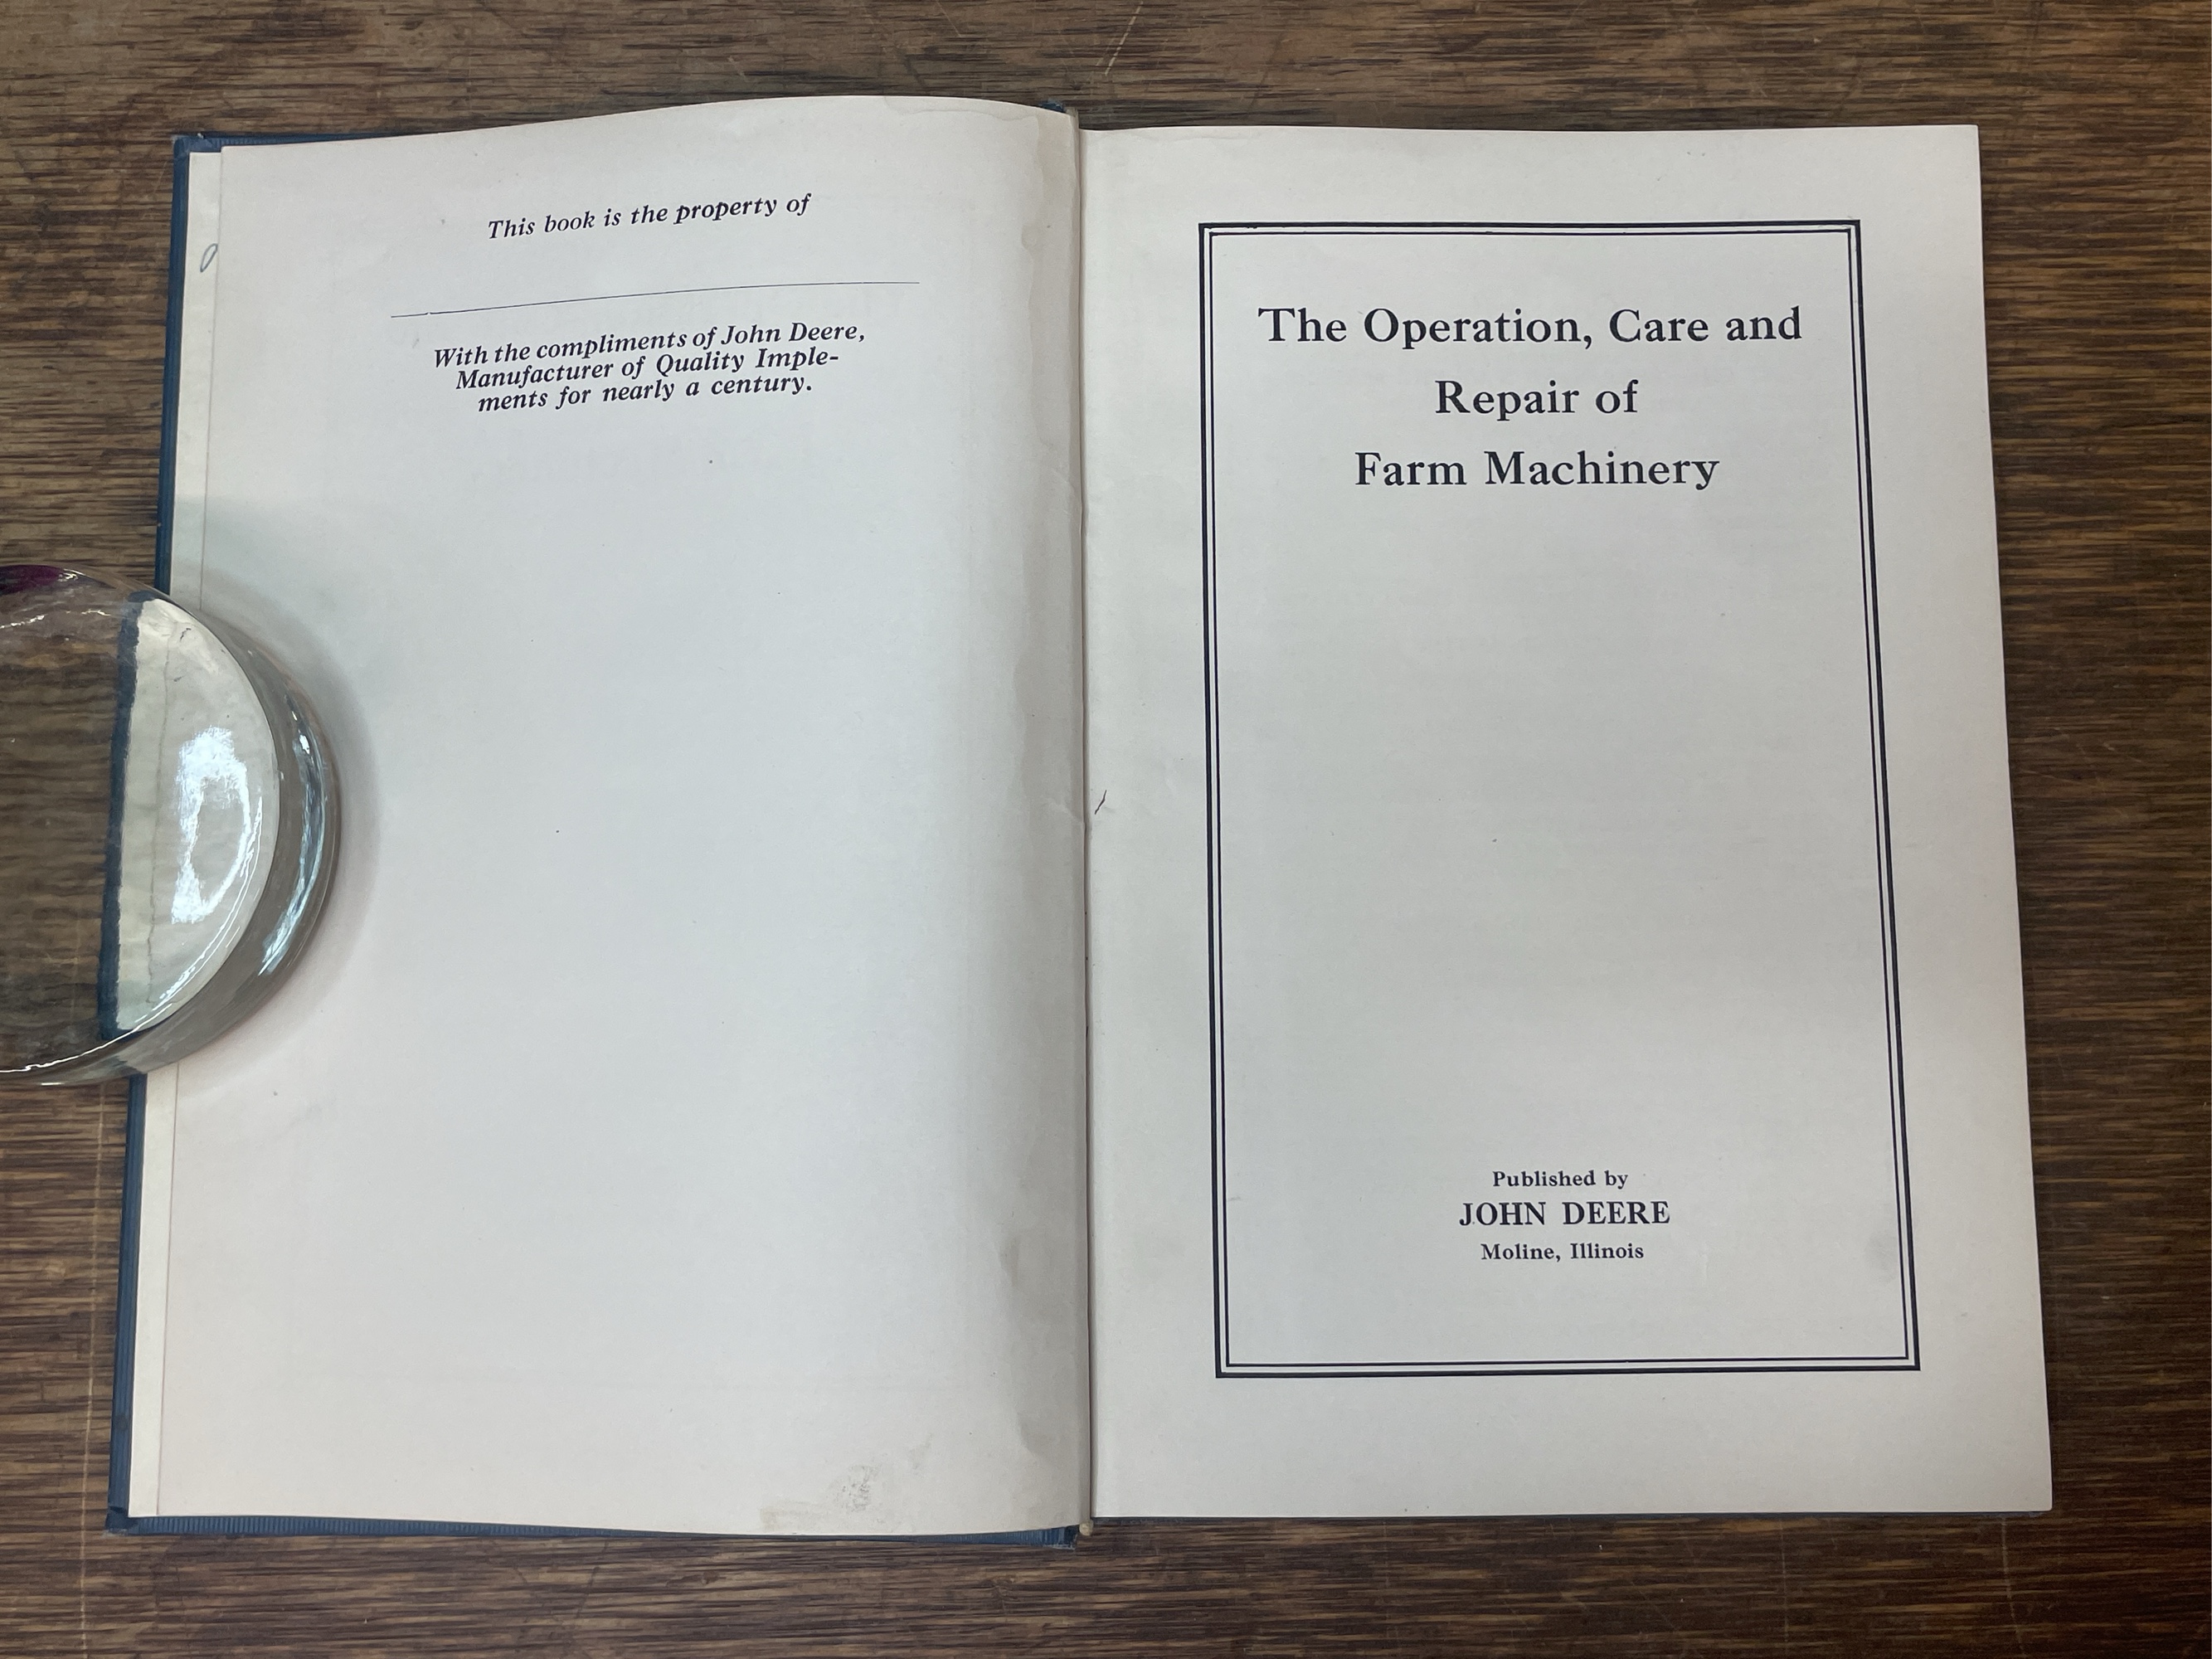 This book is the property of
With the compliments of John Deere,
Manufacturer of Quality Imple-
ments for nearly a century.
The Operation, Care and
Repair of
Farm Machinery
Published by
JOHN DEERE
Moline, Illinois